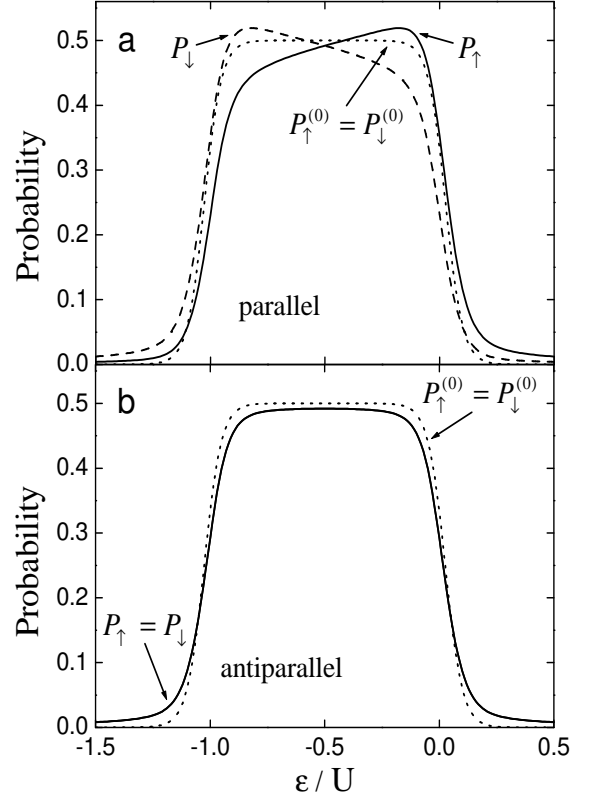 a
P↓
P↑
P↑(0) = P↓(0)
parallel
Probability
0.5
0.4
0.3
0.2
0.1
0.0
b
P↑(0) = P↓(0)
P↑ = P↓
antiparallel
Probability
0.5
0.4
0.3
0.2
0.1
0.0
-1.5 -1.0 -0.5 0.0 0.5
ε / U